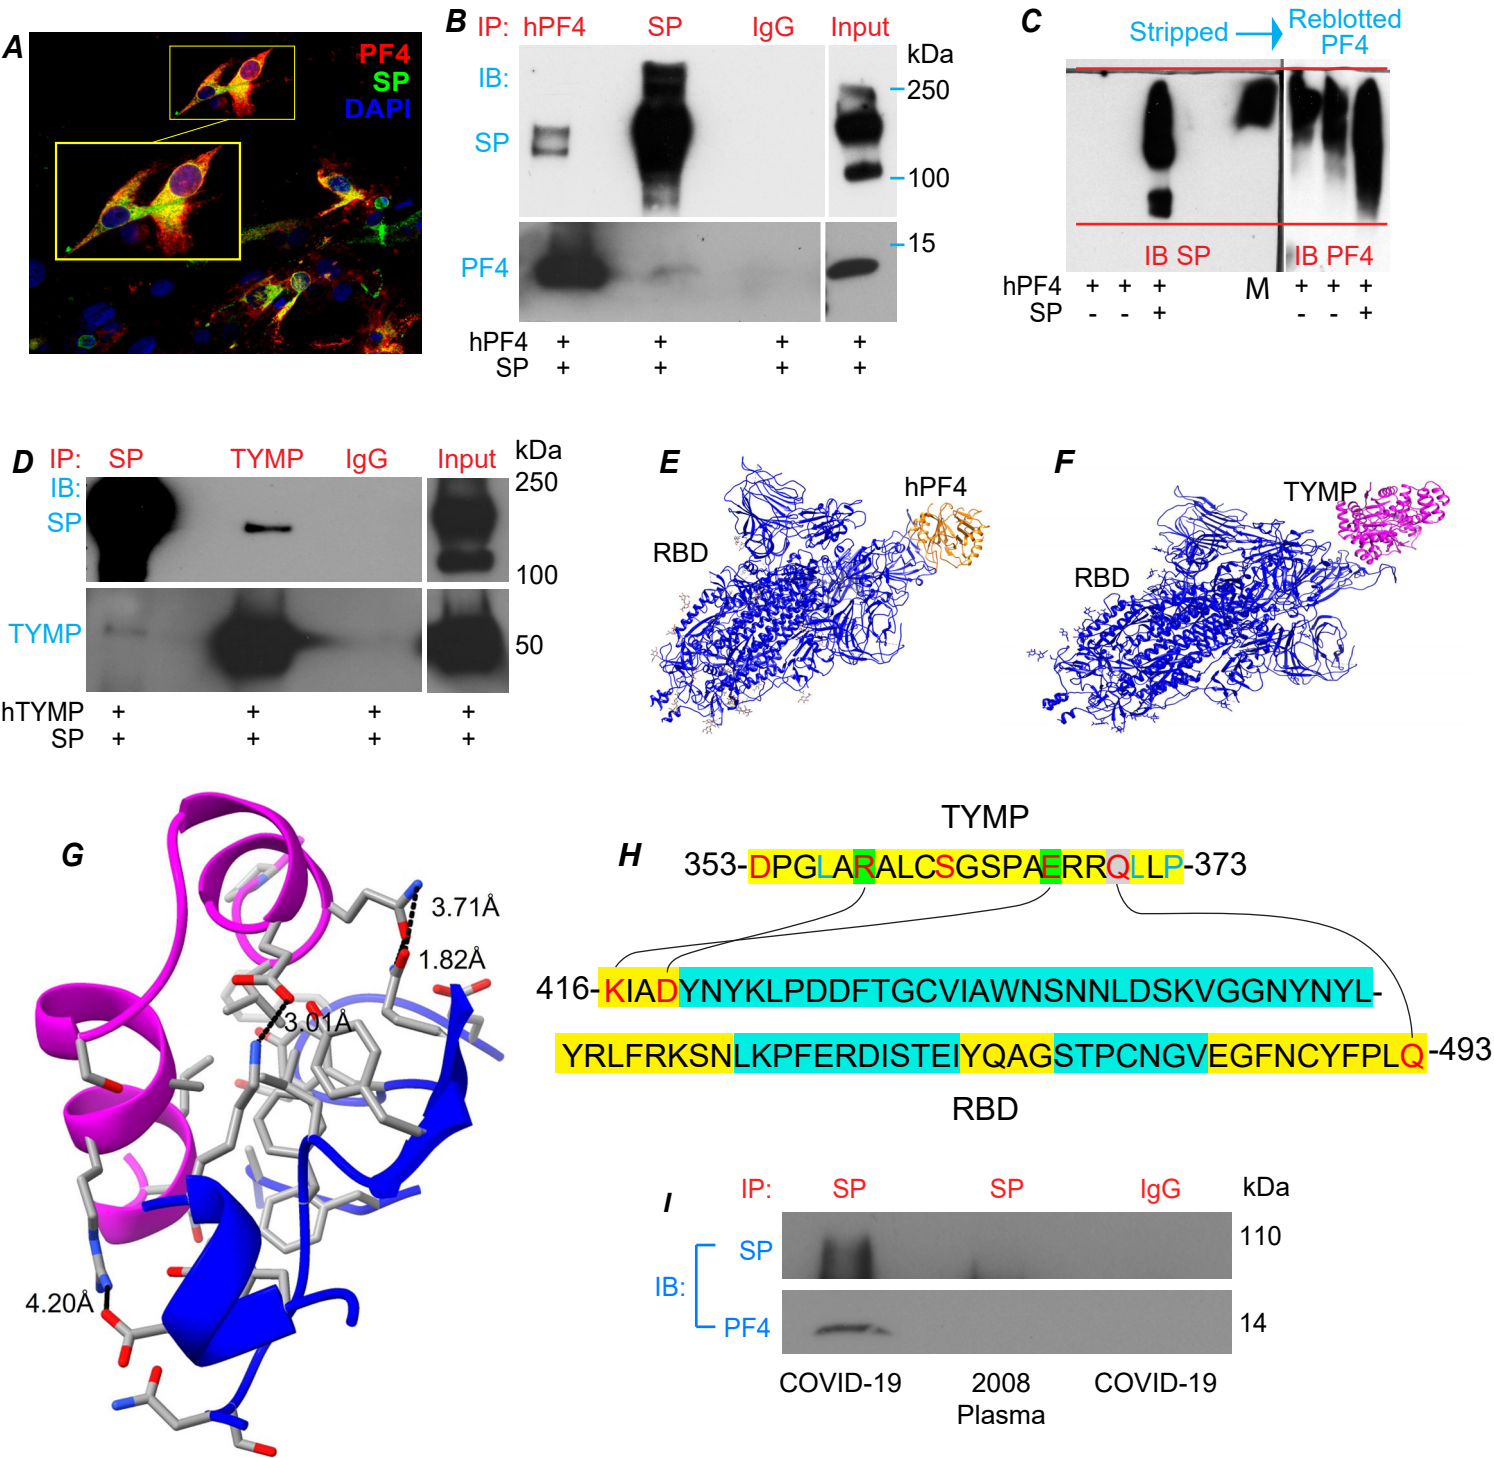 A
PF4
SP
DAPI
B
IP: hPF4 SP IgG Input
IB:
kDa
250
SP
100
15
PF4
hPF4 + + + +
SP + + + +
C
Stripped Reblotted
PF4
IB SP IB PF4
hPF4 + + + M + + +
SP - - + - - +
D
IP: SP TYMP IgG Input
kDa
IB:
250
SP
100
TYMP
50
hTYMP + + + +
SP + + + +
E
hPF4
RBD
F
TYMP
RBD
G
3.71Å
1.82Å
3.01Å
4.20Å
H
TYMP
353-DPGLARALCSGSPAERRQLLP-373
416-KIADYNYKLPDDFTGCVIAWNSNNLDSKVGGNYNYL-
YRLFRKSNLKPFERDISTEIYQAGSTPCNGVEGFNCYFPLQ-493
RBD
I
IP: SP SP IgG kDa
SP 110
IB:
PF4 14
COVID-19 2008 COVID-19
Plasma